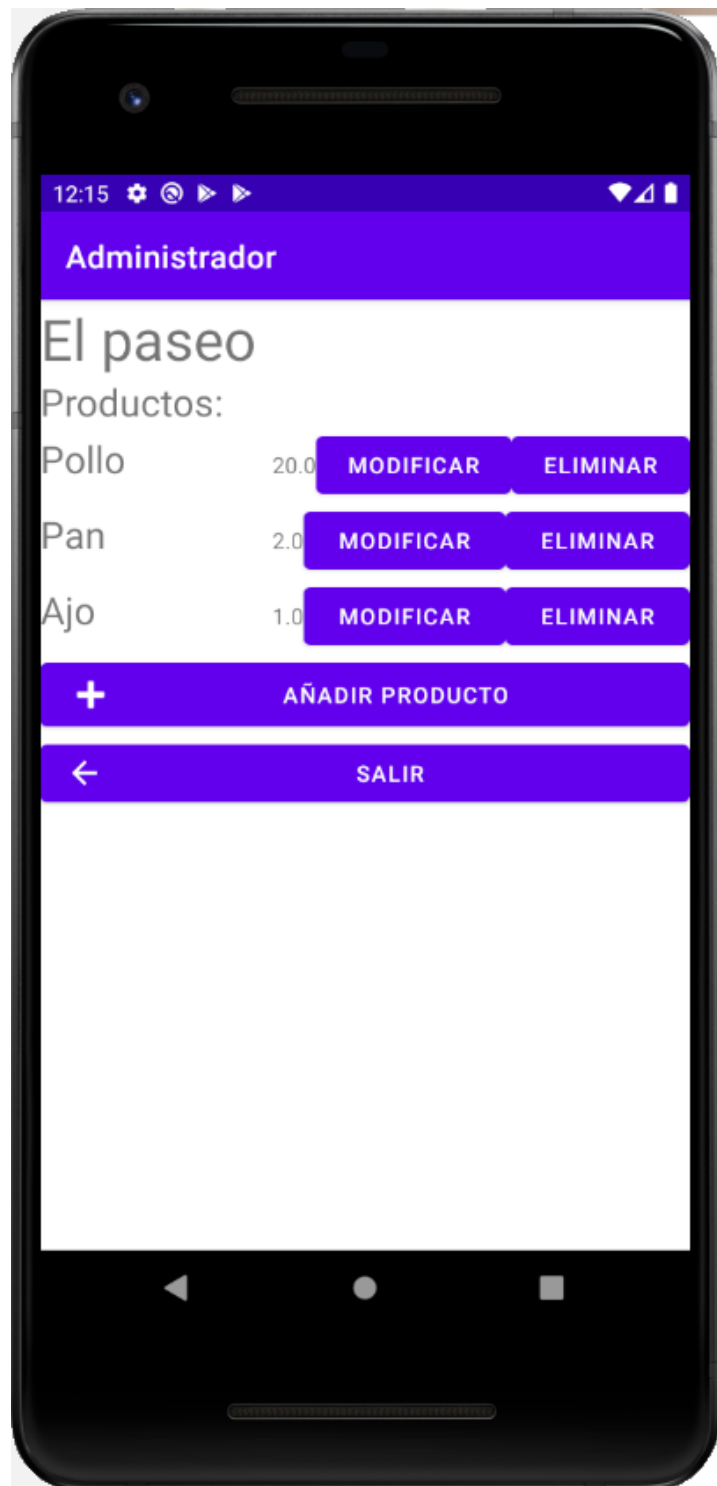 12:15
Administrador
El paseo
Productos:
Pollo 20.0 MODIFICAR ELIMINAR
Pan 2.0 MODIFICAR ELIMINAR
Ajo 1.0 MODIFICAR ELIMINAR
AÑADIR PRODUCTO
SALIR